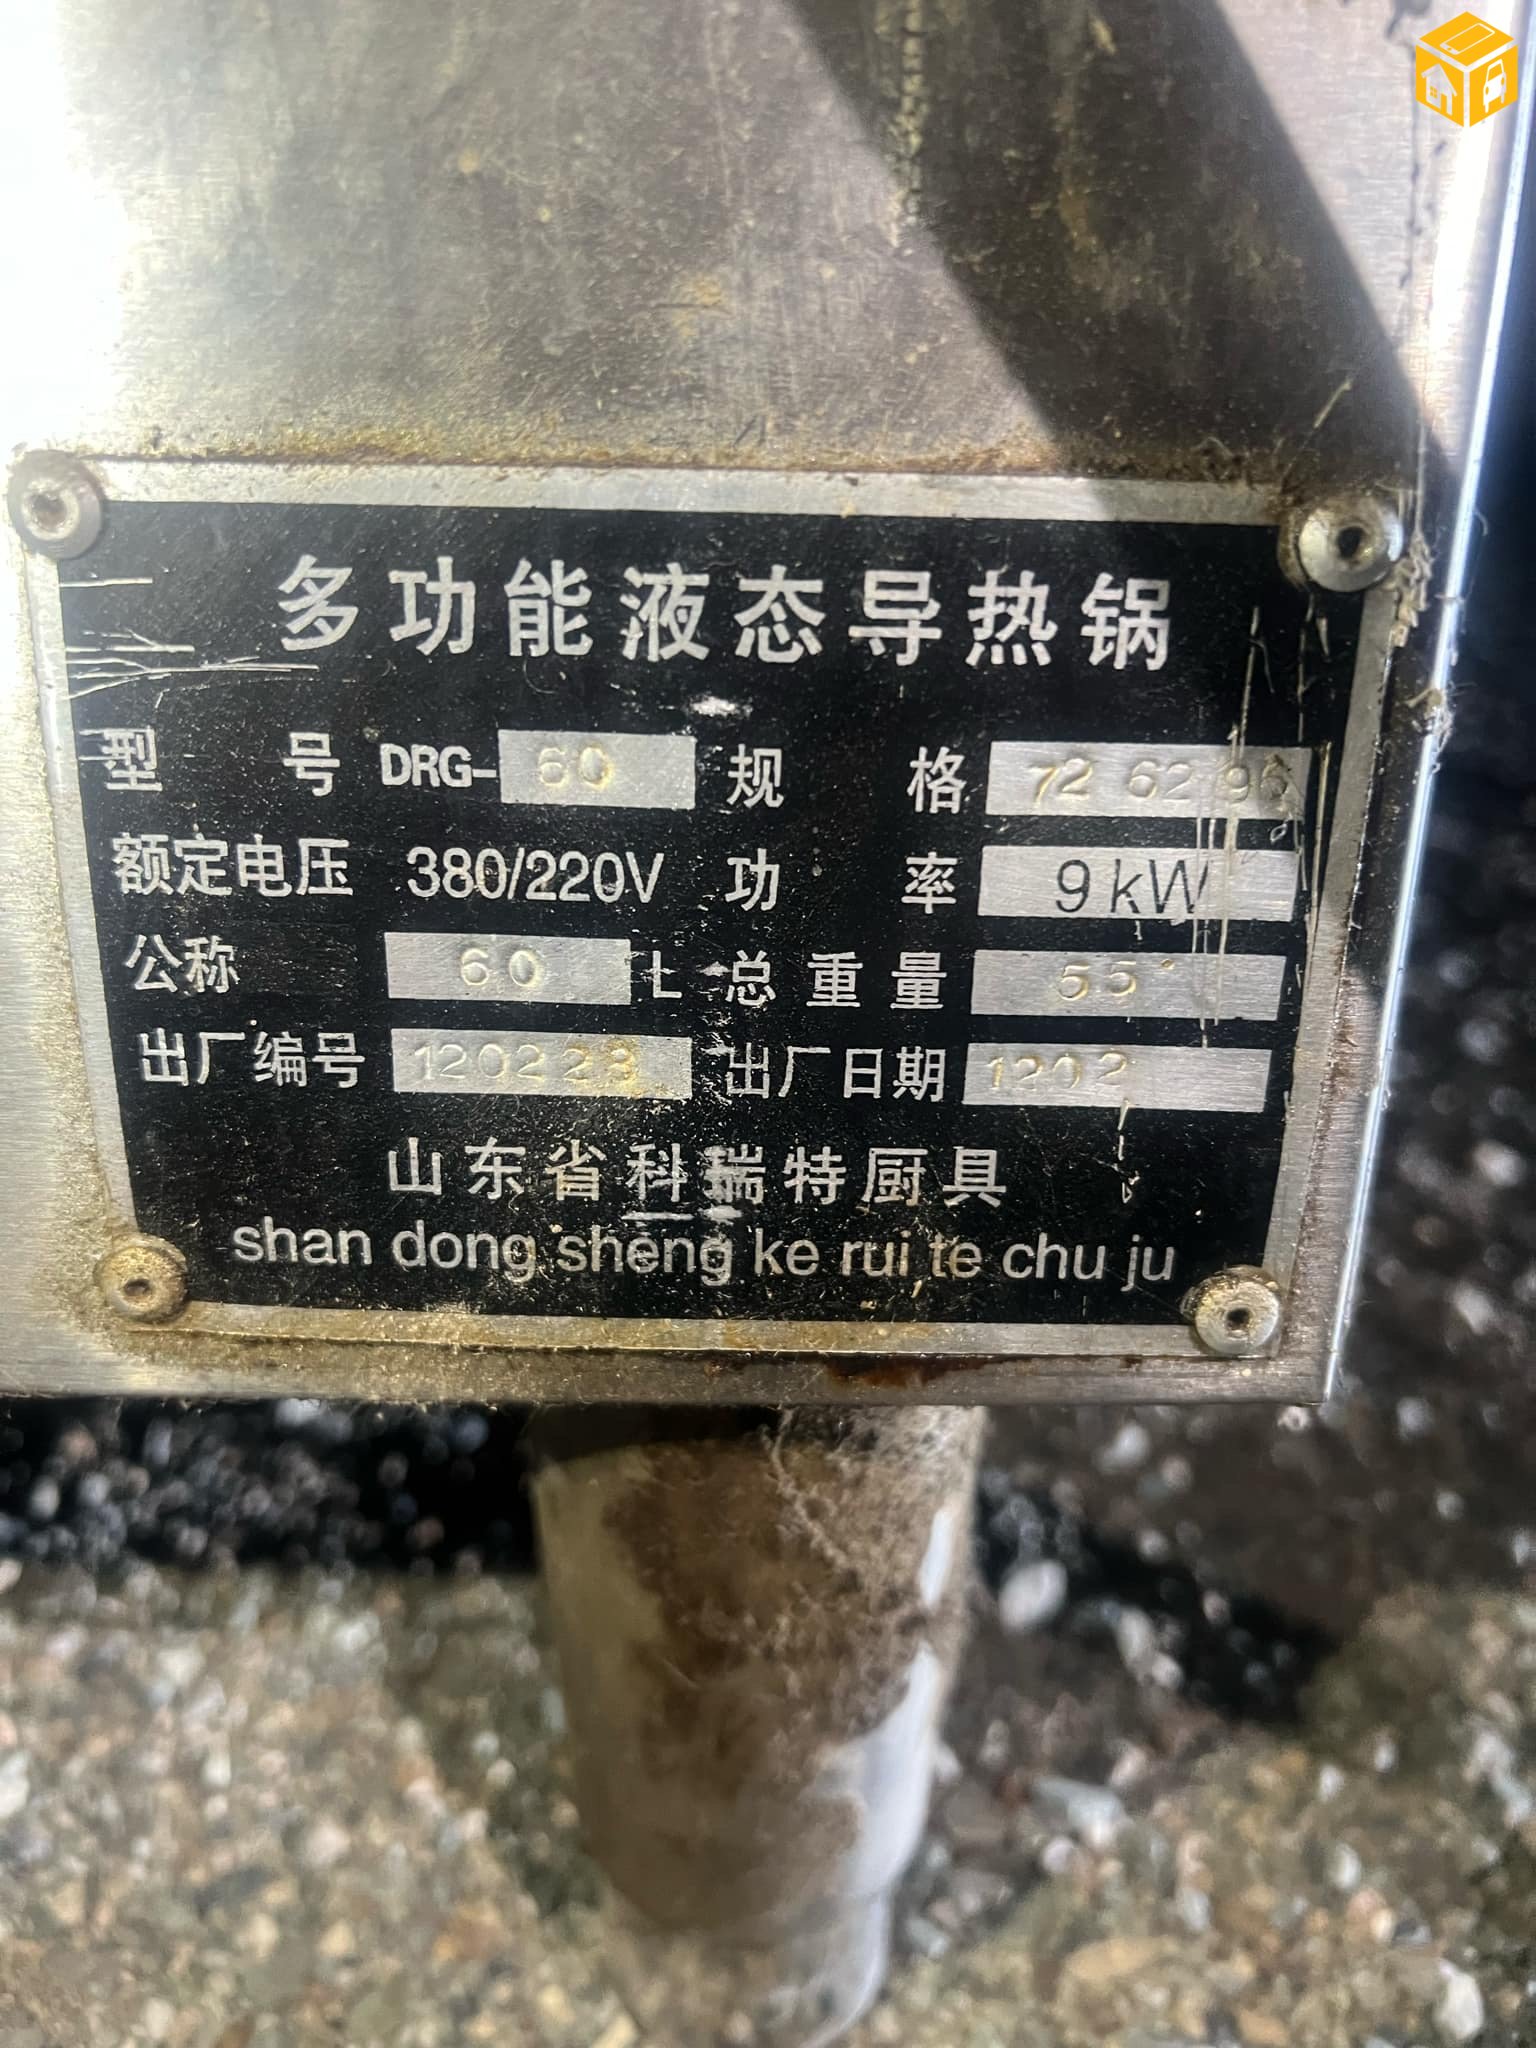 多功能液态导热锅
型号 DRG-60 规格 72 62 96
额定电压 380/220V 功率 9kW
公称 60 L 总重量 55
出厂编号 120223 出厂日期 1202
山东省科瑞特厨具
shan dong sheng ke rui te chu ju